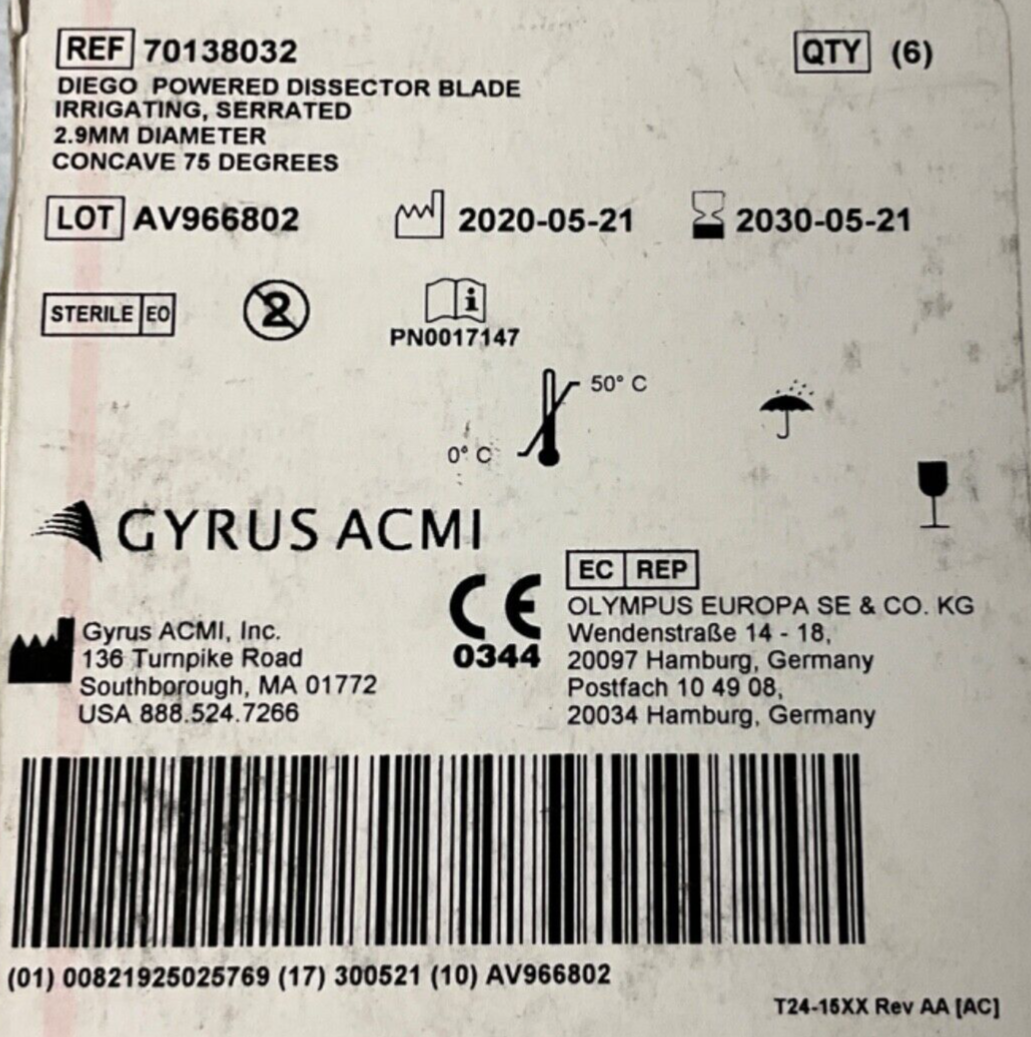 REF 70138032
QTY (6)
DIEGO POWERED DISSECTOR BLADE
IRRIGATING, SERRATED
2.9MM DIAMETER
CONCAVE 75 DEGREES
LOT AV966802
2020-05-21
2030-05-21
STERILE EO
2
i
PN0017147
50° C
0° C
GYRUS ACMI
EC REP
CE
0344
OLYMPUS EUROPA SE & CO. KG
Wendenstraße 14 - 18,
20097 Hamburg, Germany
Postfach 10 49 08,
20034 Hamburg, Germany
Gyrus ACMI, Inc.
136 Turnpike Road
Southborough, MA 01772
USA 888.524.7266
(01) 00821925025769 (17) 300521 (10) AV966802
T24-15XX Rev AA [AC]